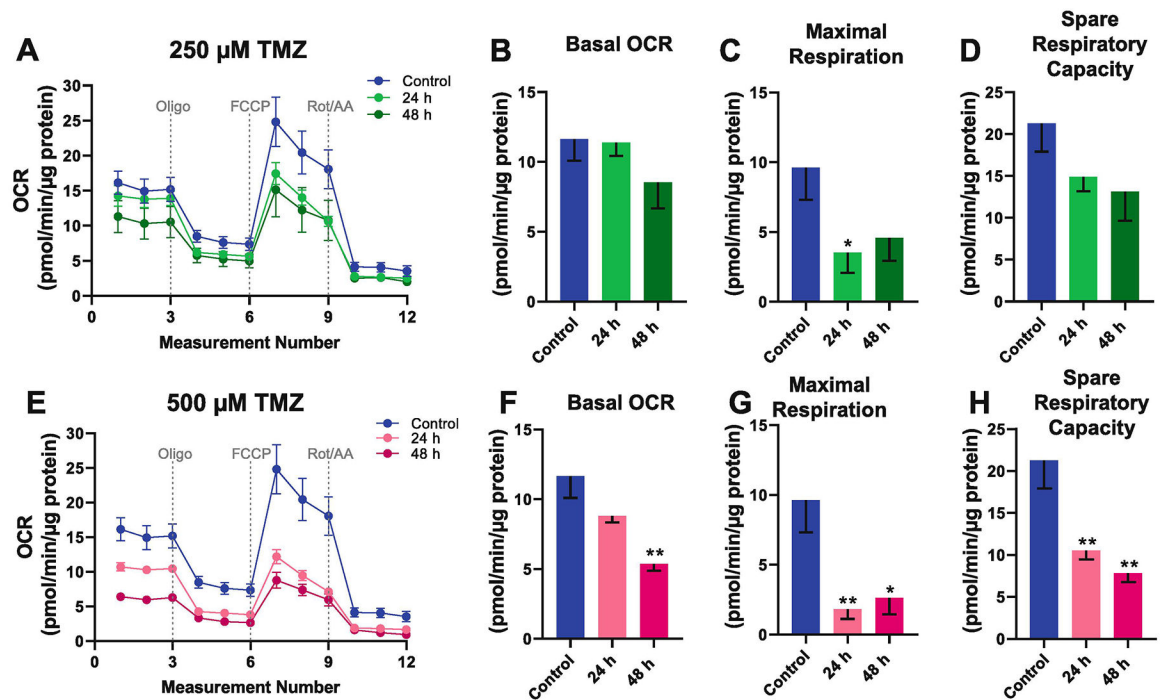 A
250 µM TMZ
Control
24 h
48 h
Oligo
FCCP
Rot/AA
OCR
(pmol/min/µg protein)
30
25
20
15
10
5
0
0
3
6
9
12
Measurement Number
B
Basal OCR
(pmol/min/µg protein)
15
10
5
0
Control
24 h
48 h
C
Maximal
Respiration
(pmol/min/µg protein)
15
10
5
0
*
Control
24 h
48 h
D
Spare
Respiratory
Capacity
(pmol/min/µg protein)
25
20
15
10
5
0
Control
24 h
48 h
E
500 µM TMZ
Control
24 h
48 h
Oligo
FCCP
Rot/AA
OCR
(pmol/min/µg protein)
30
25
20
15
10
5
0
0
3
6
9
12
Measurement Number
F
Basal OCR
(pmol/min/µg protein)
15
10
5
0
**
Control
24 h
48 h
G
Maximal
Respiration
(pmol/min/µg protein)
15
10
5
0
**
*
Control
24 h
48 h
H
Spare
Respiratory
Capacity
(pmol/min/µg protein)
25
20
15
10
5
0
**
**
Control
24 h
48 h